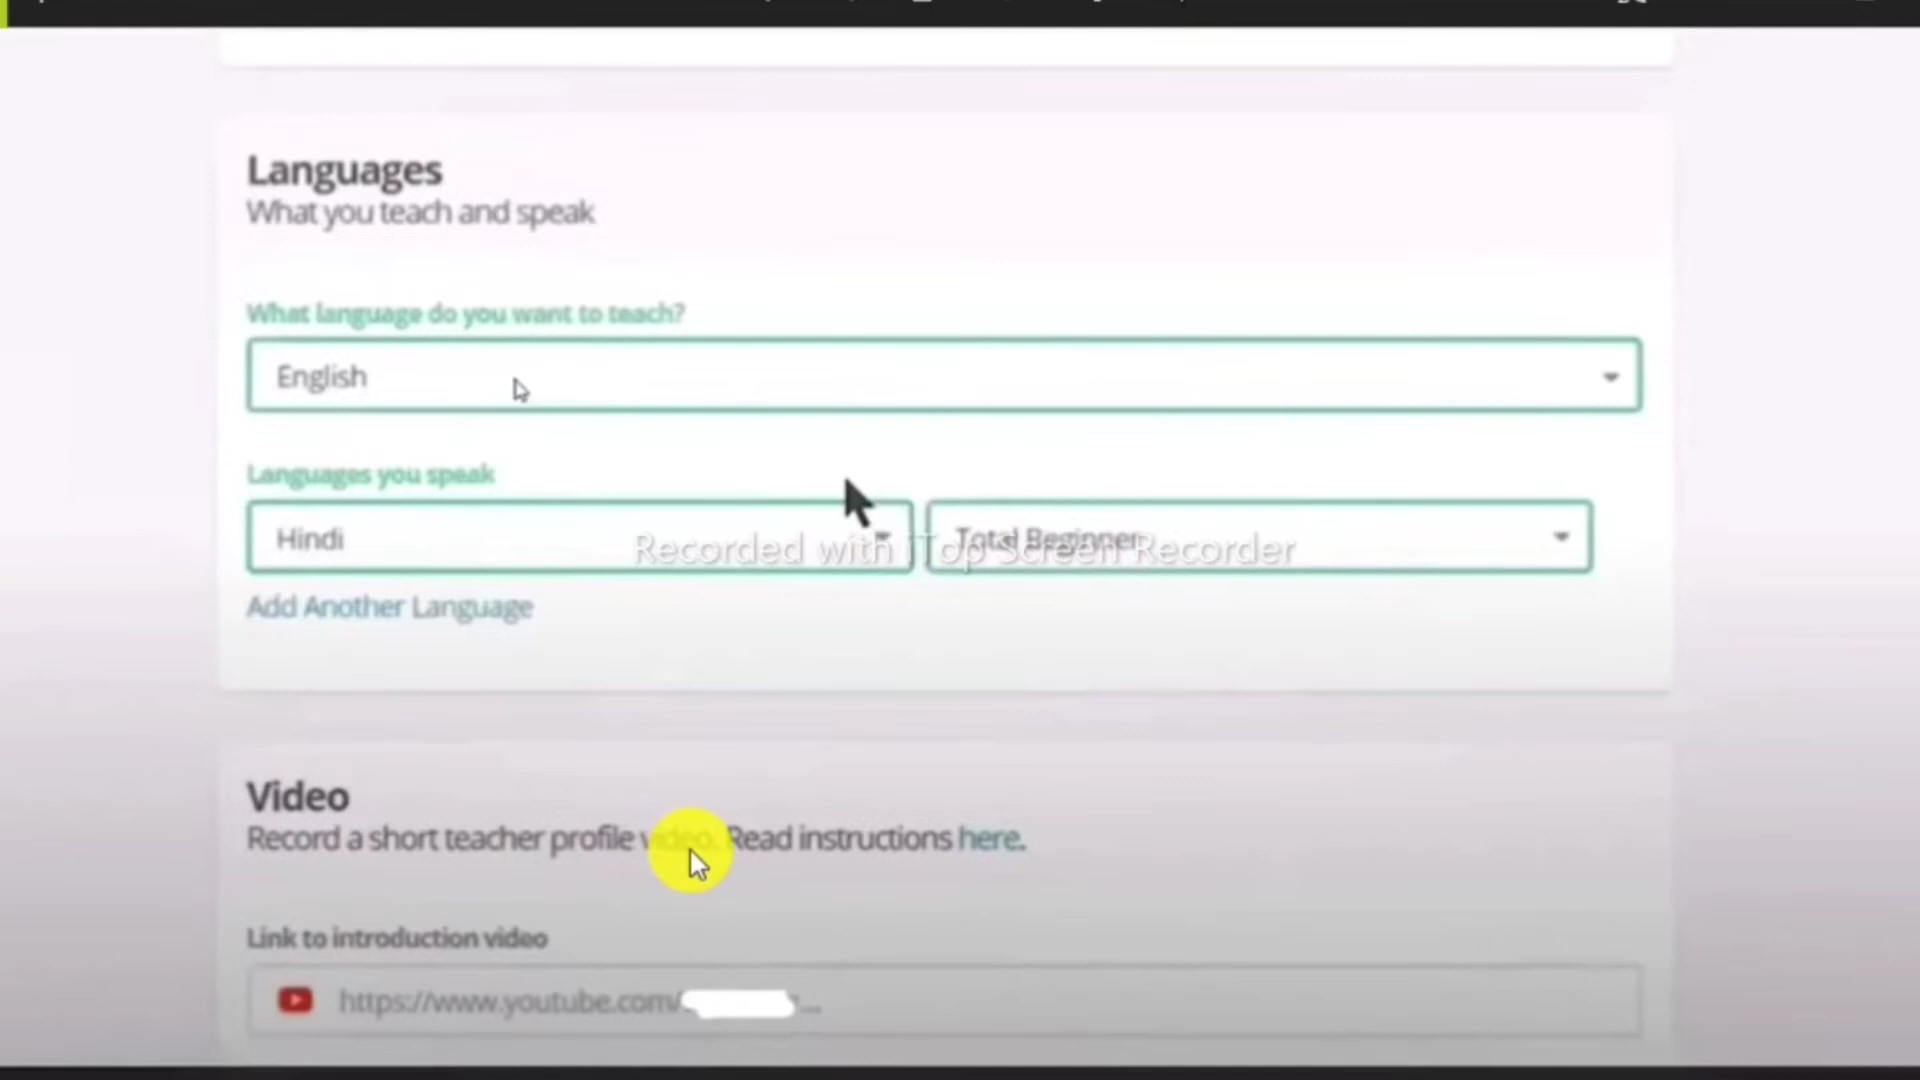 Languages
What you teach and speak
What language do you want to teach?
English
Languages you speak
Hindi
Total Beginner
Recorded with iTop Screen Recorder
Add Another Language
Video
Record a short teacher profile video. Read instructions here.
Link to introduction video
https://www.youtube.com/ ...